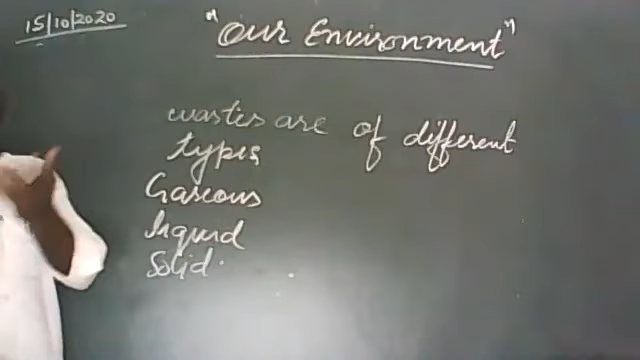 15/10/2020
"Our Environment"
wastes are of different
types
Gaseous
liquid
Solid.